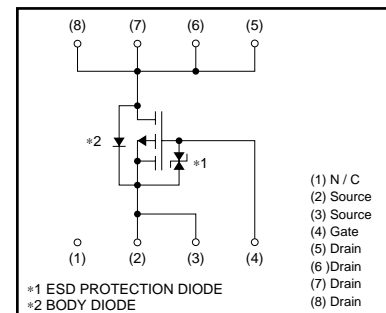 (8) (7) (6) (5)
∗2
∗1
(1) N / C
(2) Source
(3) Source
(4) Gate
(5) Drain
(6 )Drain
(7) Drain
(8) Drain
(1) (2) (3) (4)
∗1 ESD PROTECTION DIODE
∗2 BODY DIODE